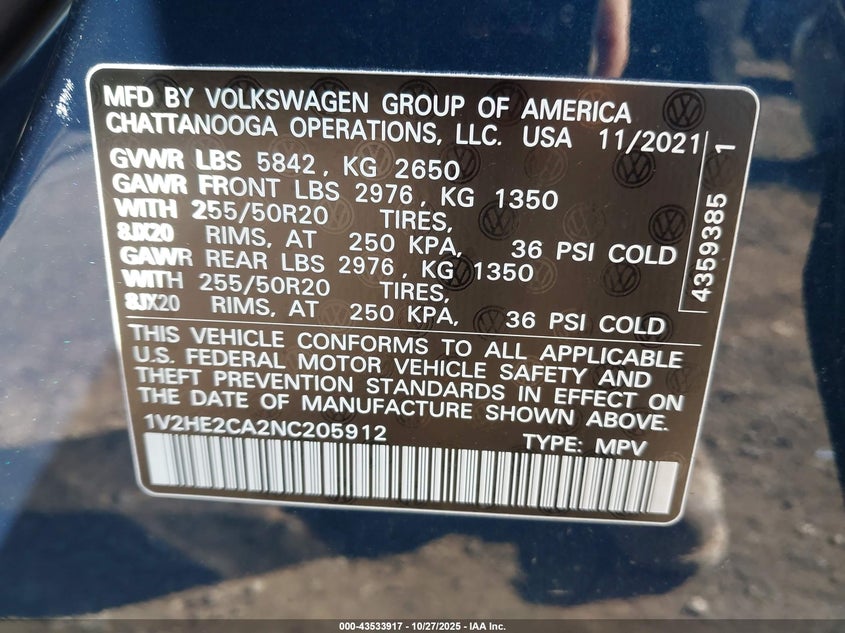 MFD BY VOLKSWAGEN GROUP OF AMERICA
CHATTANOOGA OPERATIONS, LLC. USA 11/2021
GVWR LBS 5842, KG 2650
GAWR FRONT LBS 2976, KG 1350
WITH 255/50R20 TIRES,
8JX20 RIMS, AT 250 KPA, 36 PSI COLD
GAWR REAR LBS 2976, KG 1350
WITH 255/50R20 TIRES,
8JX20 RIMS, AT 250 KPA, 36 PSI COLD
4359385 1
THIS VEHICLE CONFORMS TO ALL APPLICABLE
U.S. FEDERAL MOTOR VEHICLE SAFETY AND
THEFT PREVENTION STANDARDS IN EFFECT ON
THE DATE OF MANUFACTURE SHOWN ABOVE.
1V2HE2CA2NC205912 TYPE: MPV
000-43533917 - 10/27/2025 - IAA Inc.